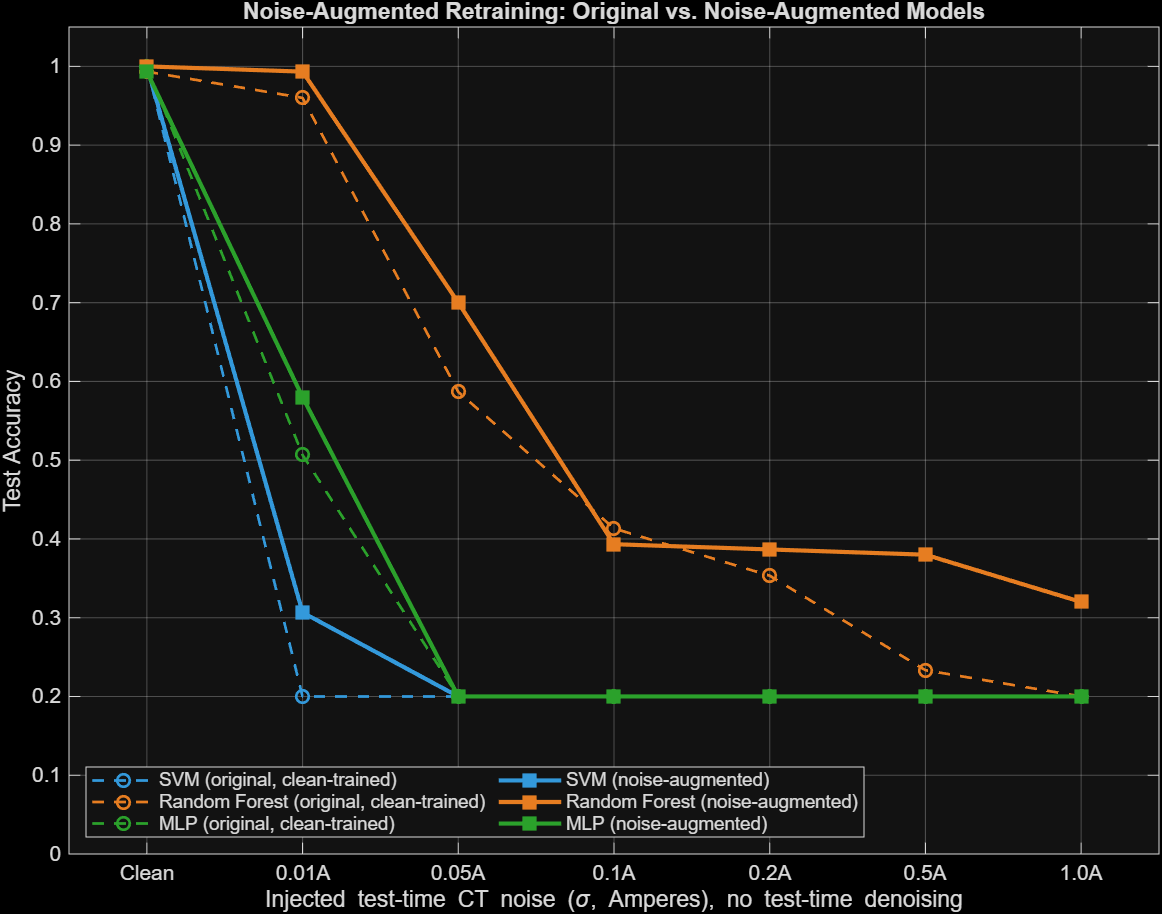 Noise-Augmented Retraining: Original vs. Noise-Augmented Models
1
0.9
0.8
0.7
0.6
0.5
0.4
0.3
0.2
0.1
0
Test Accuracy
SVM (original, clean-trained)
Random Forest (original, clean-trained)
MLP (original, clean-trained)
SVM (noise-augmented)
Random Forest (noise-augmented)
MLP (noise-augmented)
Clean 0.01A 0.05A 0.1A 0.2A 0.5A 1.0A
Injected test-time CT noise (σ, Amperes), no test-time denoising